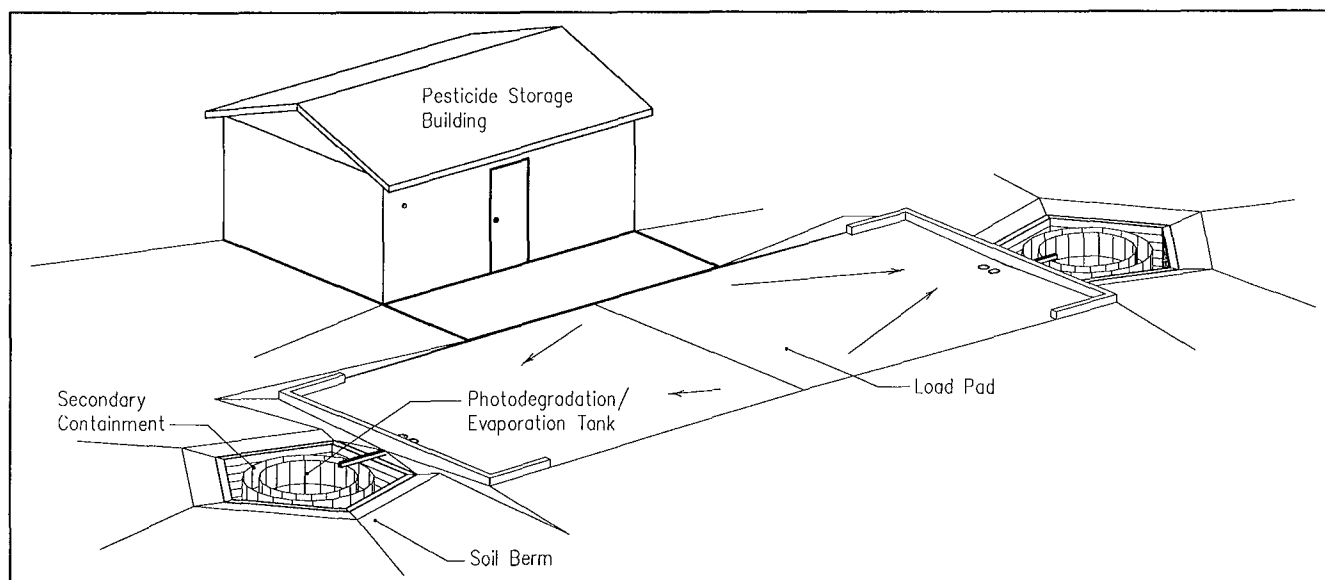 Pesticide Storage
Building
Load Pad
Secondary
Containment
Photodegradation/
Evaporation Tank
Soil Berm